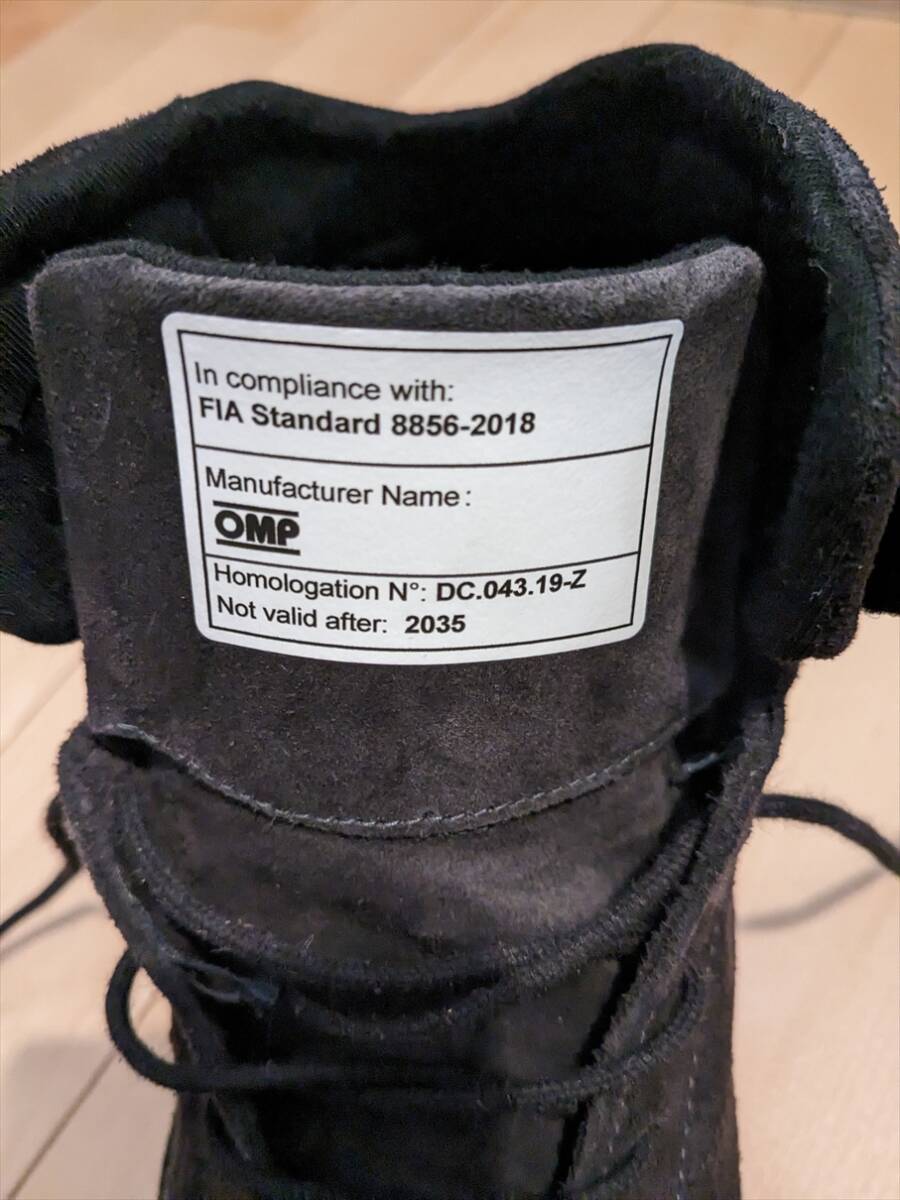 In compliance with:
FIA Standard 8856-2018
Manufacturer Name:
OMP
Homologation N°: DC.043.19-Z
Not valid after: 2035